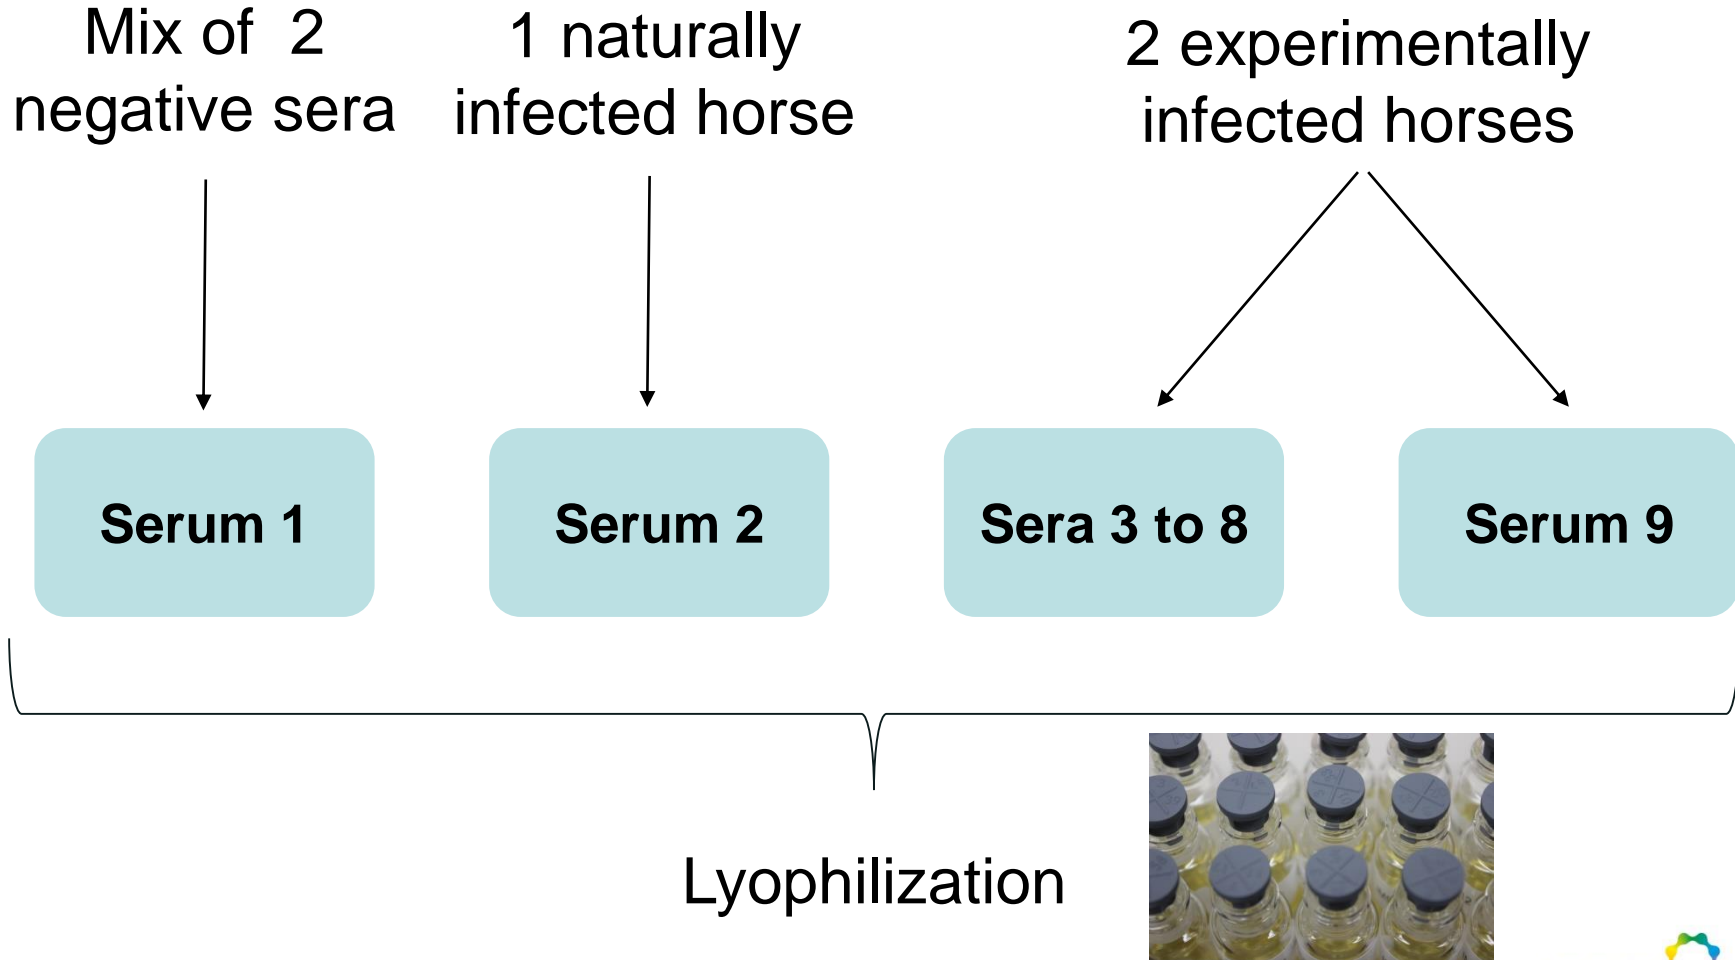 Mix of 2
negative sera
1 naturally
infected horse
2 experimentally
infected horses
Serum 1
Serum 2
Sera 3 to 8
Serum 9
Lyophilization